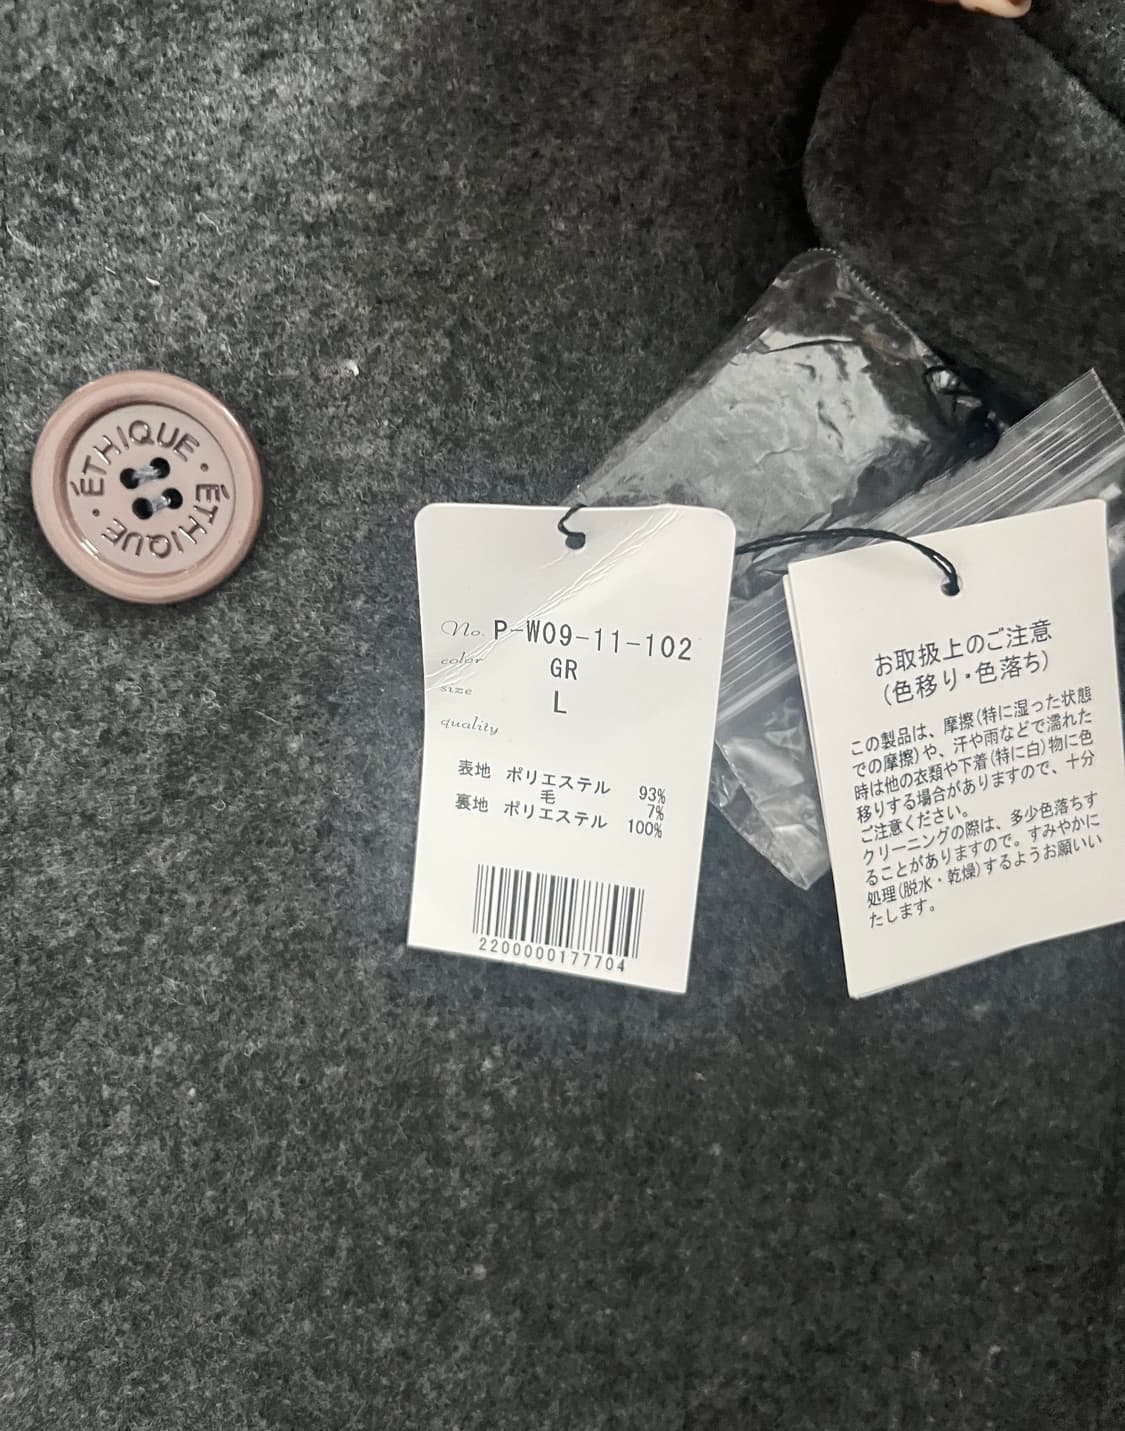 ÉTHIQUE · ÉTHIQUE ·
No. P-W09-11-102
color GR
size L
quality
表地 ポリエステル 93%
毛 7%
裏地 ポリエステル 100%
2200000177704
お取扱上のご注意
(色移り・色落ち)
この製品は、摩擦(特に湿った状態
での摩擦)や、汗や雨などで濡れた
時は他の衣類や下着(特に白)物に色
移りする場合がありますので、十分
ご注意ください。
クリーニングの際は、多少色落ちす
ることがありますので。すみやかに
処理(脱水・乾燥)するようお願いい
たします。